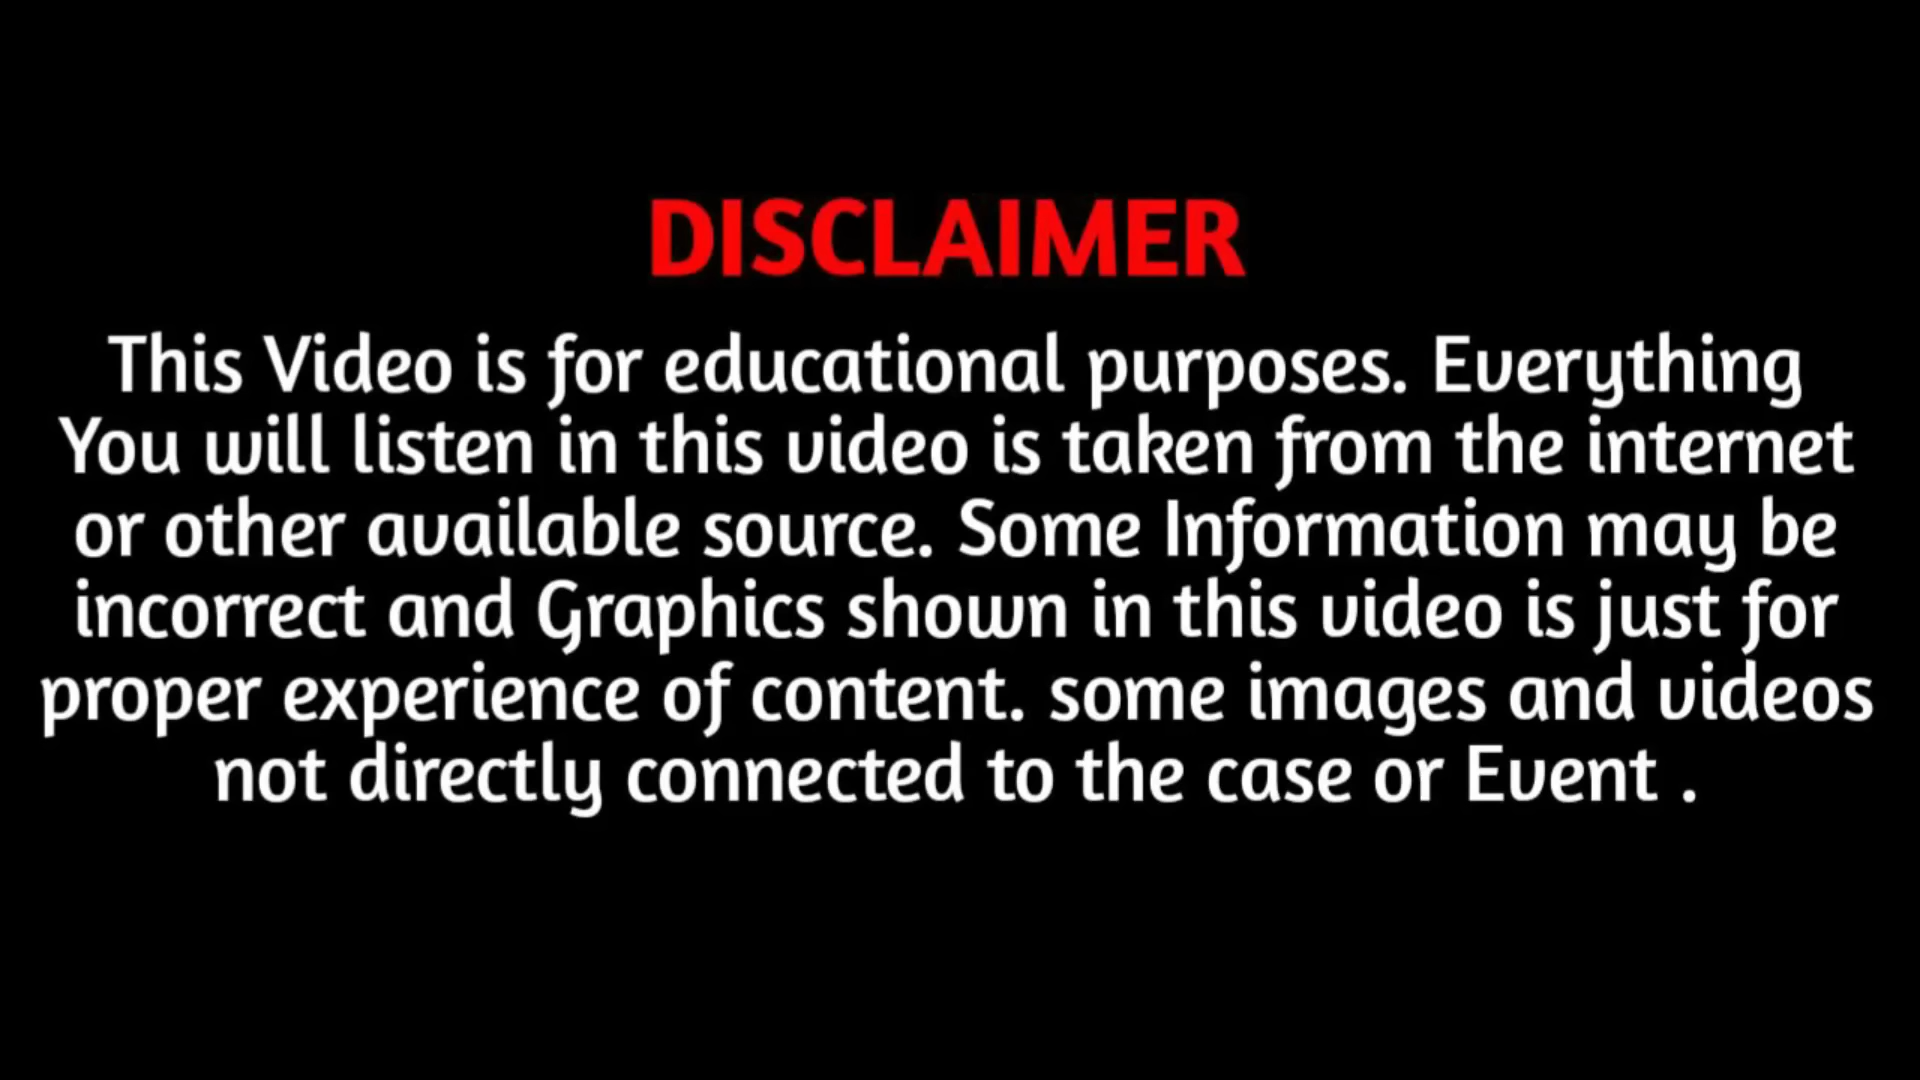 DISCLAIMER
This Video is for educational purposes. Everything
You will listen in this video is taken from the internet
or other available source. Some Information may be
incorrect and Graphics shown in this video is just for
proper experience of content. some images and videos
not directly connected to the case or Event .